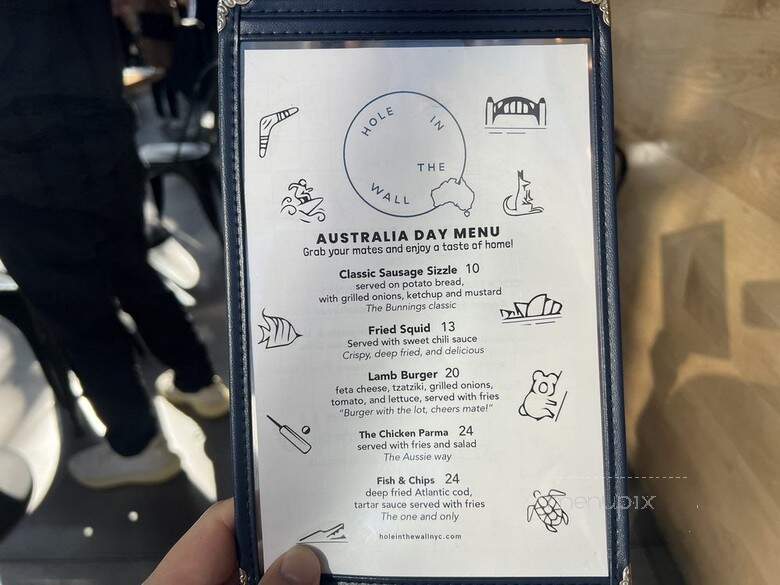 HOLE IN
THE
WALL
AUSTRALIA DAY MENU
Grab your mates and enjoy a taste of home!
Classic Sausage Sizzle 10
served on potato bread,
with grilled onions, ketchup and mustard
The Bunnings classic
Fried Squid 13
Served with sweet chili sauce
Crispy, deep fried, and delicious
Lamb Burger 20
feta cheese, tzatziki, grilled onions,
tomato, and lettuce, served with fries
"Burger with the lot, cheers mate!"
The Chicken Parma 24
served with fries and salad
The Aussie way
Fish & Chips 24
deep fried Atlantic cod,
tartar sauce served with fries
The one and only
holeinthewallnyc.com
menupix